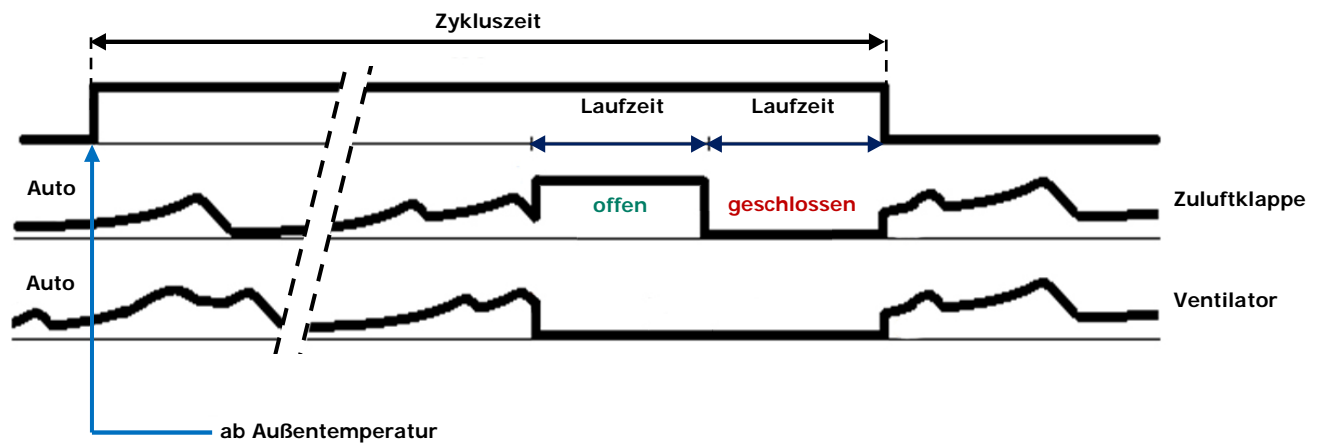 Zykluszeit
Laufzeit Laufzeit
Auto
offen geschlossen
Zuluftklappe
Auto
Ventilator
ab Außentemperatur